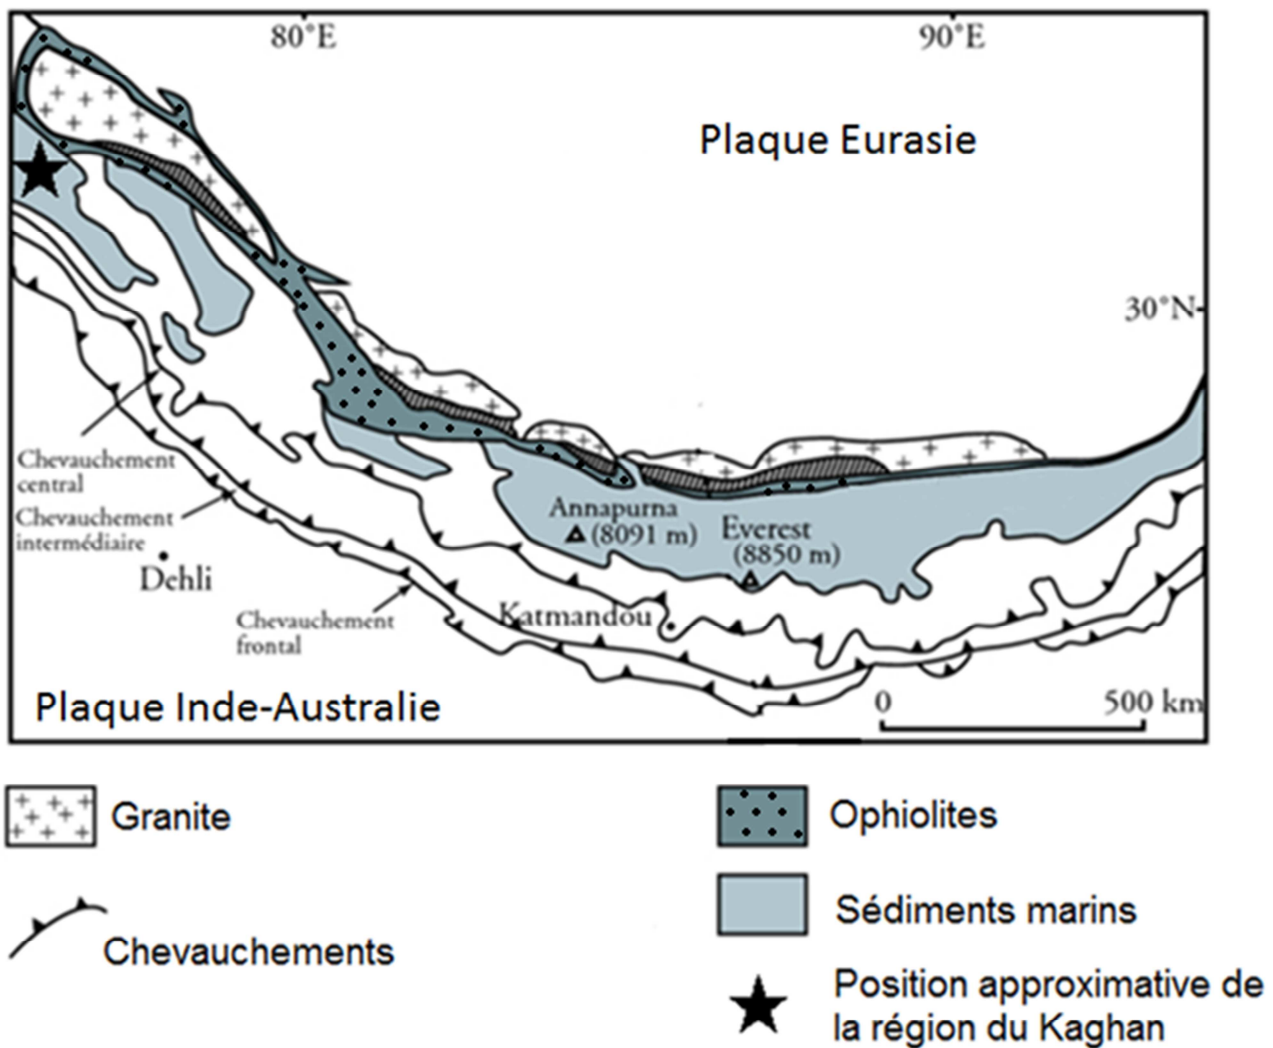 80°E
90°E
Plaque Eurasie
30°N
Chevauchement
central
Chevauchement
intermédiaire
Dehli
Annapurna
(8091 m)
Everest
(8850 m)
Katmandou
Chevauchement
frontal
Plaque Inde-Australie
0
500 km
Granite
Ophiolites
Sédiments marins
Chevauchements
Position approximative de
la région du Kaghan